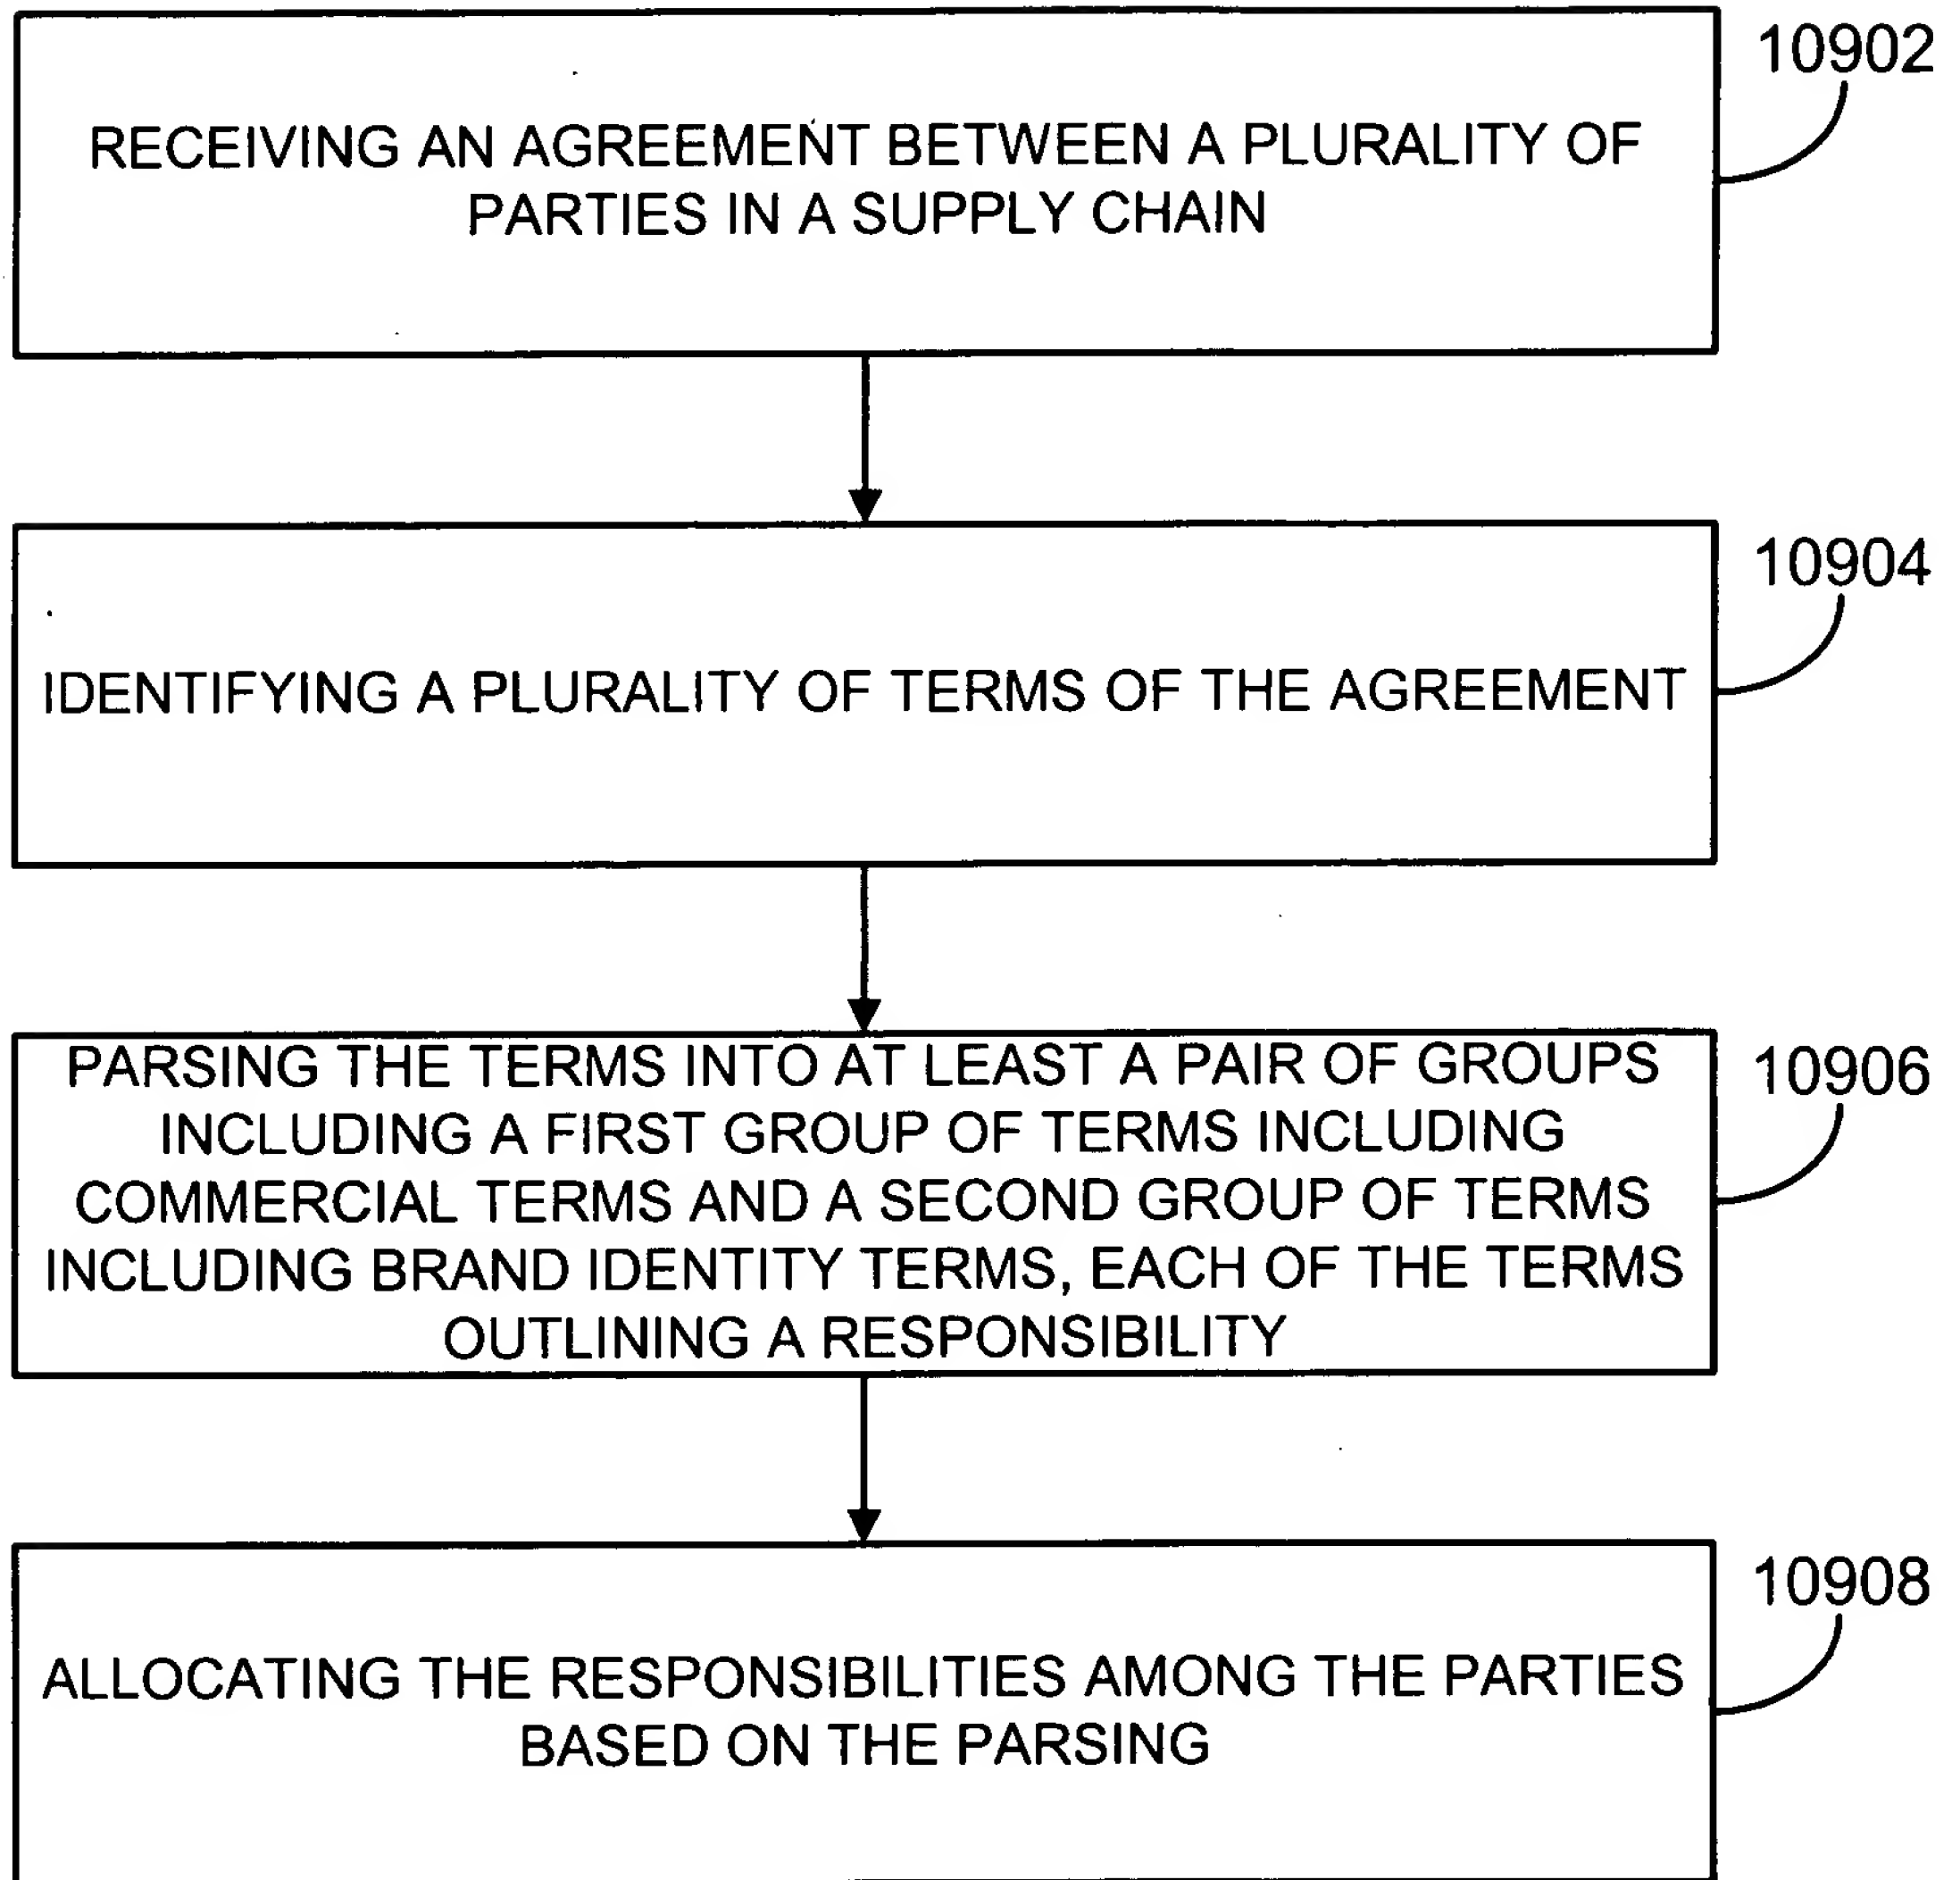 10902
RECEIVING AN AGREEMENT BETWEEN A PLURALITY OF
PARTIES IN A SUPPLY CHAIN
10904
IDENTIFYING A PLURALITY OF TERMS OF THE AGREEMENT
10906
PARSING THE TERMS INTO AT LEAST A PAIR OF GROUPS
INCLUDING A FIRST GROUP OF TERMS INCLUDING
COMMERCIAL TERMS AND A SECOND GROUP OF TERMS
INCLUDING BRAND IDENTITY TERMS, EACH OF THE TERMS
OUTLINING A RESPONSIBILITY
10908
ALLOCATING THE RESPONSIBILITIES AMONG THE PARTIES
BASED ON THE PARSING